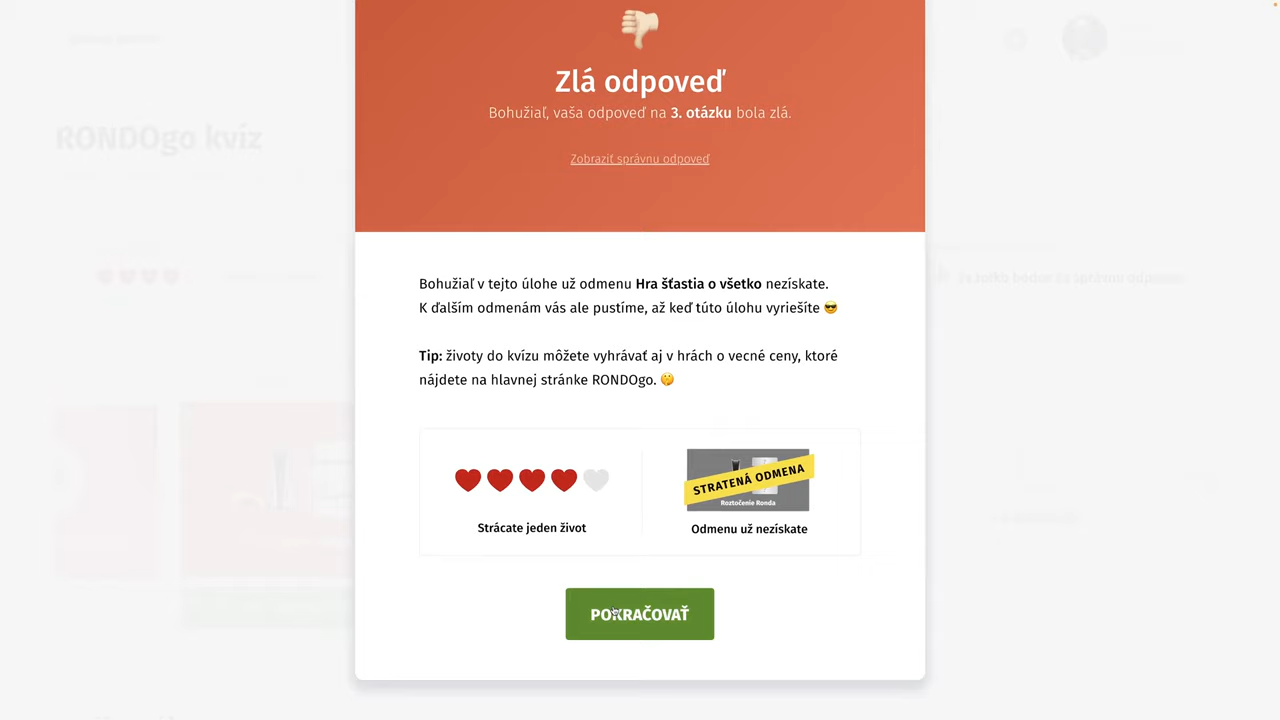 Zlá odpoveď
Bohužiaľ, vaša odpoveď na 3. otázku bola zlá.
Zobraziť správnu odpoveď
RONDOgo kvíz
Bohužiaľ v tejto úlohe už odmenu Hra šťastia o všetko nezískate.
K ďalším odmenám vás ale pustíme, až keď túto úlohu vyriešite 😎
Tip: životy do kvízu môžete vyhrávať aj v hrách o vecné ceny, ktoré
nájdete na hlavnej stránke RONDOgo. 🤫
STRATENÁ ODMENA
Roztočenie Ronda
Strácate jeden život
Odmenu už nezískate
POKRAČOVAŤ